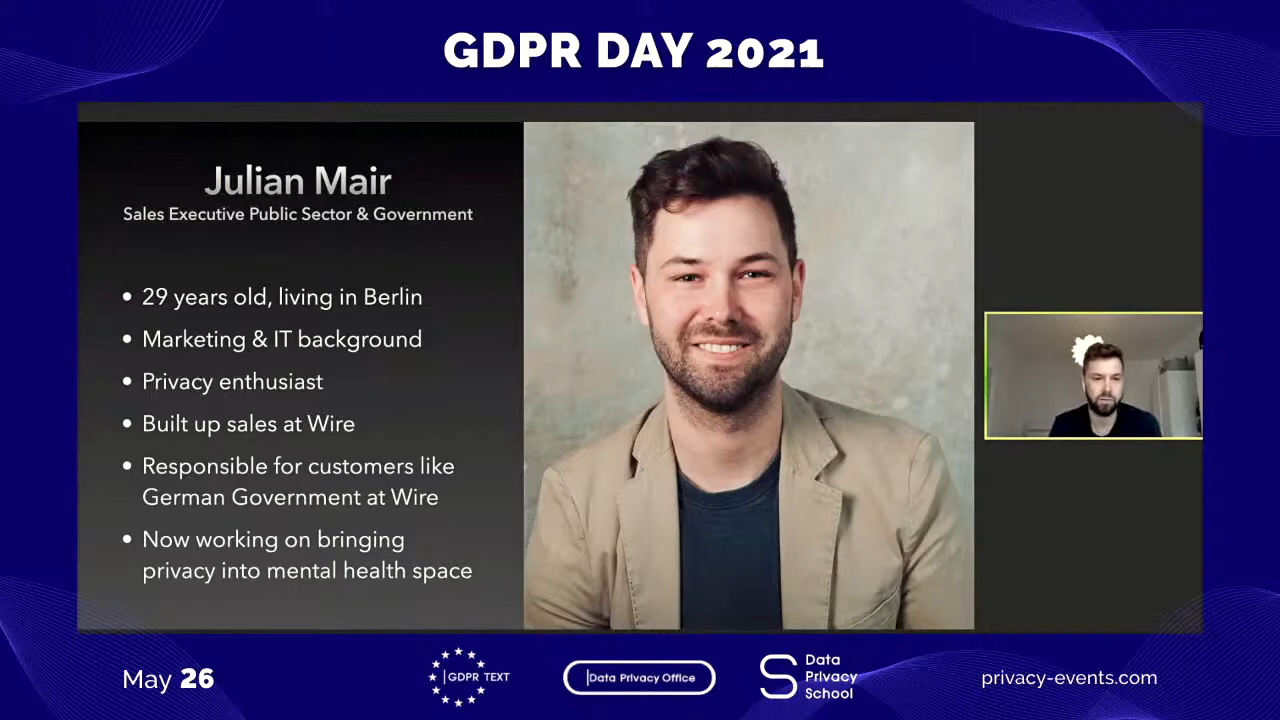 GDPR DAY 2021
Julian Mair
Sales Executive Public Sector & Government
• 29 years old, living in Berlin
• Marketing & IT background
• Privacy enthusiast
• Built up sales at Wire
• Responsible for customers like
German Government at Wire
• Now working on bringing
privacy into mental health space
May 26
GDPR TEXT
Data Privacy Office
Data
Privacy
School
privacy-events.com